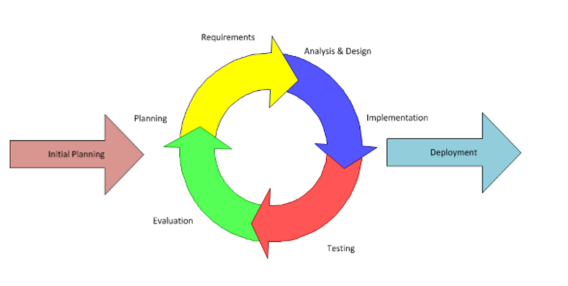 Requirements
Analysis & Design
Planning
Implementation
Initial Planning
Deployment
Evaluation
Testing